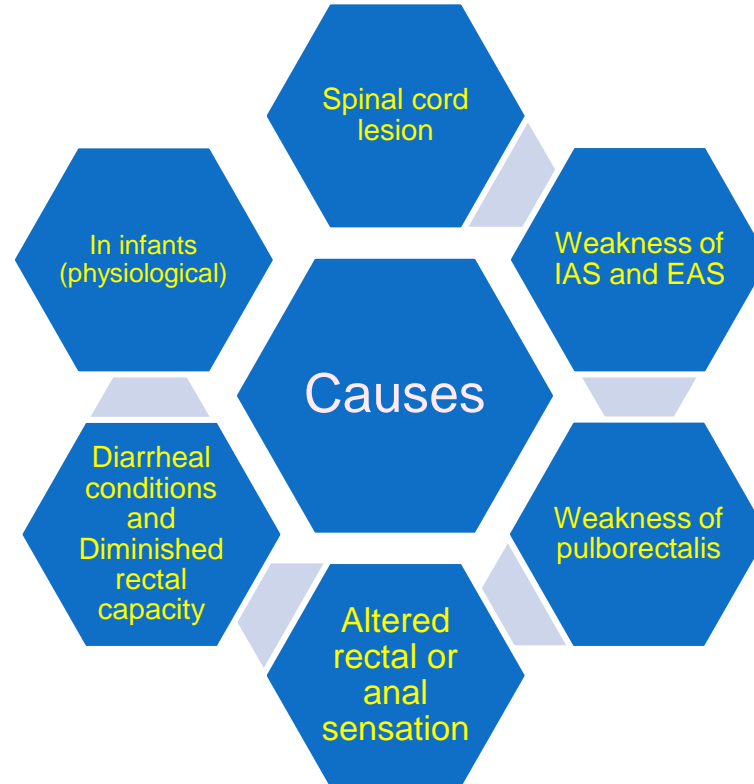 Spinal cord
lesion
Weakness of
IAS and EAS
Weakness of
pulborectalis
Altered
rectal or
anal
sensation
Diarrheal
conditions
and
Diminished
rectal
capacity
In infants
(physiological)
Causes